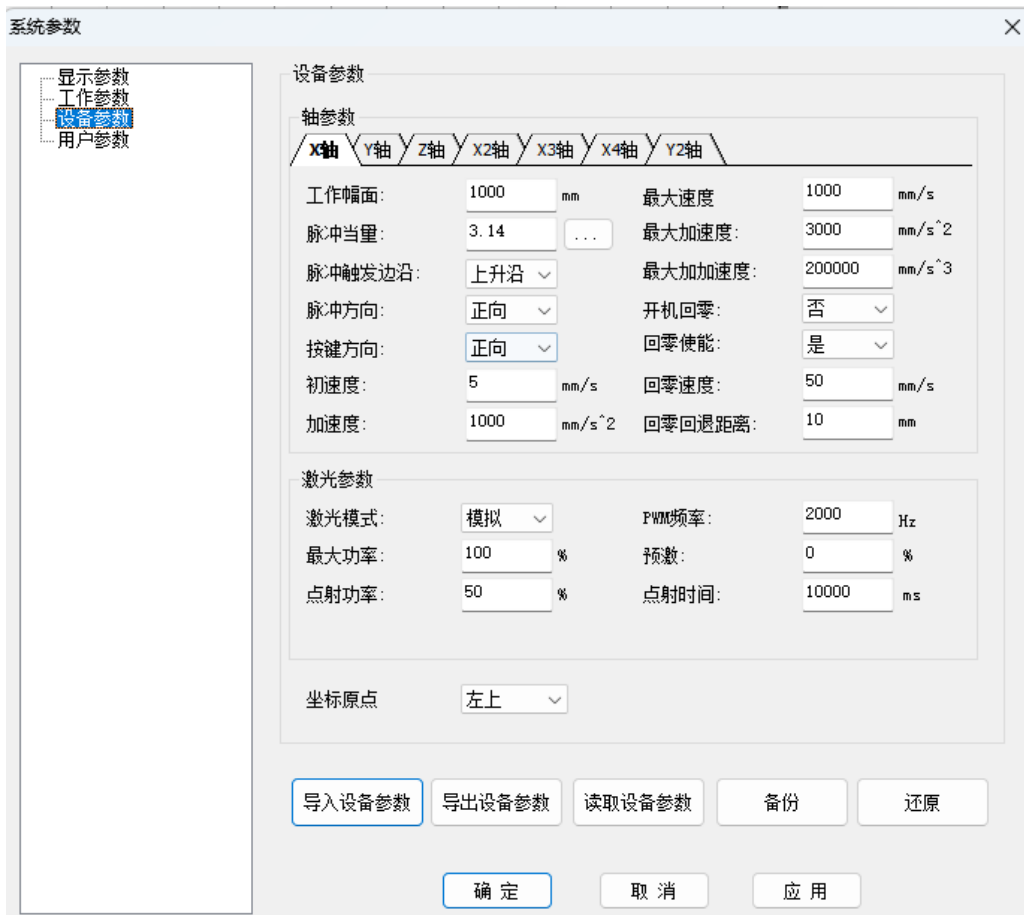 系统参数
显示参数
工作参数
设备参数
用户参数
设备参数
轴参数
X轴 Y轴 Z轴 X2轴 X3轴 X4轴 Y2轴
工作幅面: 1000 mm 最大速度 1000 mm/s
脉冲当量: 3.14 ... 最大加速度: 3000 mm/s^2
脉冲触发边沿: 上升沿 最大加加速度: 200000 mm/s^3
脉冲方向: 正向 开机回零: 否
按键方向: 正向 回零使能: 是
初速度: 5 mm/s 回零速度: 50 mm/s
加速度: 1000 mm/s^2 回零回退距离: 10 mm
激光参数
激光模式: 模拟 PWM频率: 2000 Hz
最大功率: 100 % 预激: 0 %
点射功率: 50 % 点射时间: 10000 ms
坐标原点 左上
导入设备参数 导出设备参数 读取设备参数 备份 还原
确定 取消 应用